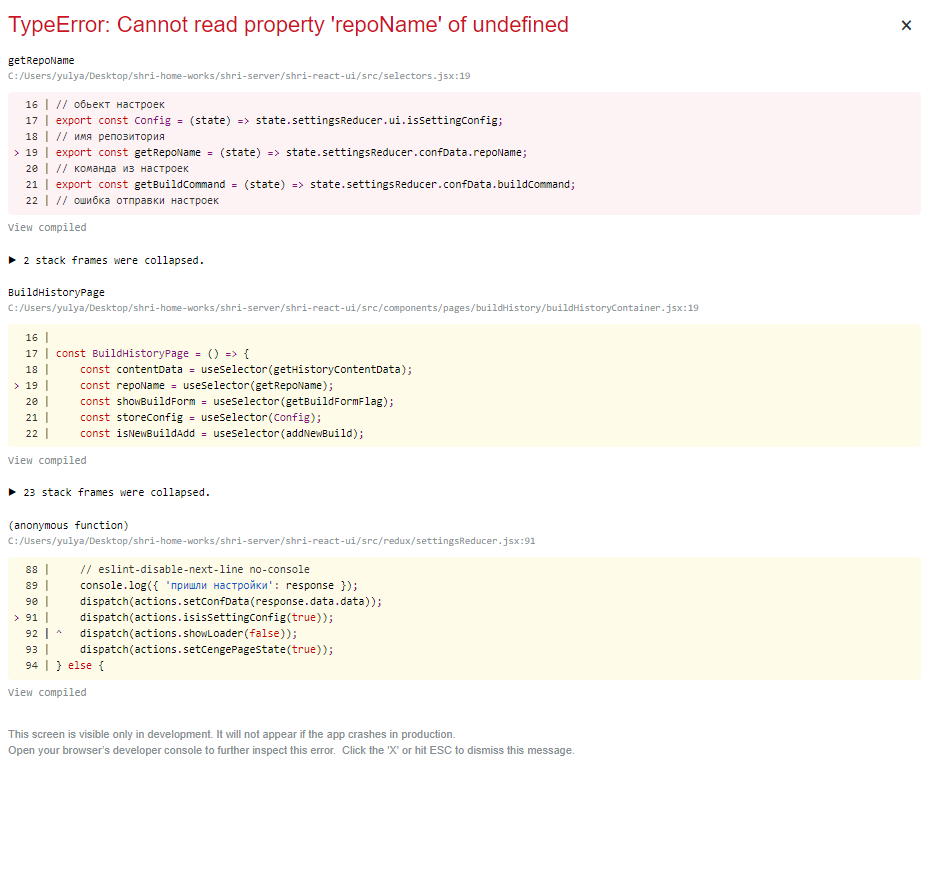 TypeError: Cannot read property 'repoName' of undefined
×
getRepoName
C:/Users/yulya/Desktop/shri-home-works/shri-server/shri-react-ui/src/selectors.jsx:19
16 | // обьект настроек
17 | export const Config = (state) => state.settingsReducer.ui.isSettingConfig;
18 | // имя репозитория
> 19 | export const getRepoName = (state) => state.settingsReducer.confData.repoName;
20 | // команда из настроек
21 | export const getBuildCommand = (state) => state.settingsReducer.confData.buildCommand;
22 | // ошибка отправки настроек
View compiled
▶ 2 stack frames were collapsed.
BuildHistoryPage
C:/Users/yulya/Desktop/shri-home-works/shri-server/shri-react-ui/src/components/pages/buildHistory/buildHistoryContainer.jsx:19
16 |
17 | const BuildHistoryPage = () => {
18 |     const contentData = useSelector(getHistoryContentData);
> 19 |     const repoName = useSelector(getRepoName);
20 |     const showBuildForm = useSelector(getBuildFormFlag);
21 |     const storeConfig = useSelector(Config);
22 |     const isNewBuildAdd = useSelector(addNewBuild);
View compiled
▶ 23 stack frames were collapsed.
(anonymous function)
C:/Users/yulya/Desktop/shri-home-works/shri-server/shri-react-ui/src/redux/settingsReducer.jsx:91
88 |     // eslint-disable-next-line no-console
89 |     console.log({ 'пришли настройки': response });
90 |     dispatch(actions.setConfData(response.data.data));
> 91 |     dispatch(actions.isisSettingConfig(true));
92 | ^   dispatch(actions.showLoader(false));
93 |     dispatch(actions.setCengePageState(true));
94 | } else {
View compiled
This screen is visible only in development. It will not appear if the app crashes in production.
Open your browser's developer console to further inspect this error.  Click the 'X' or hit ESC to dismiss this message.